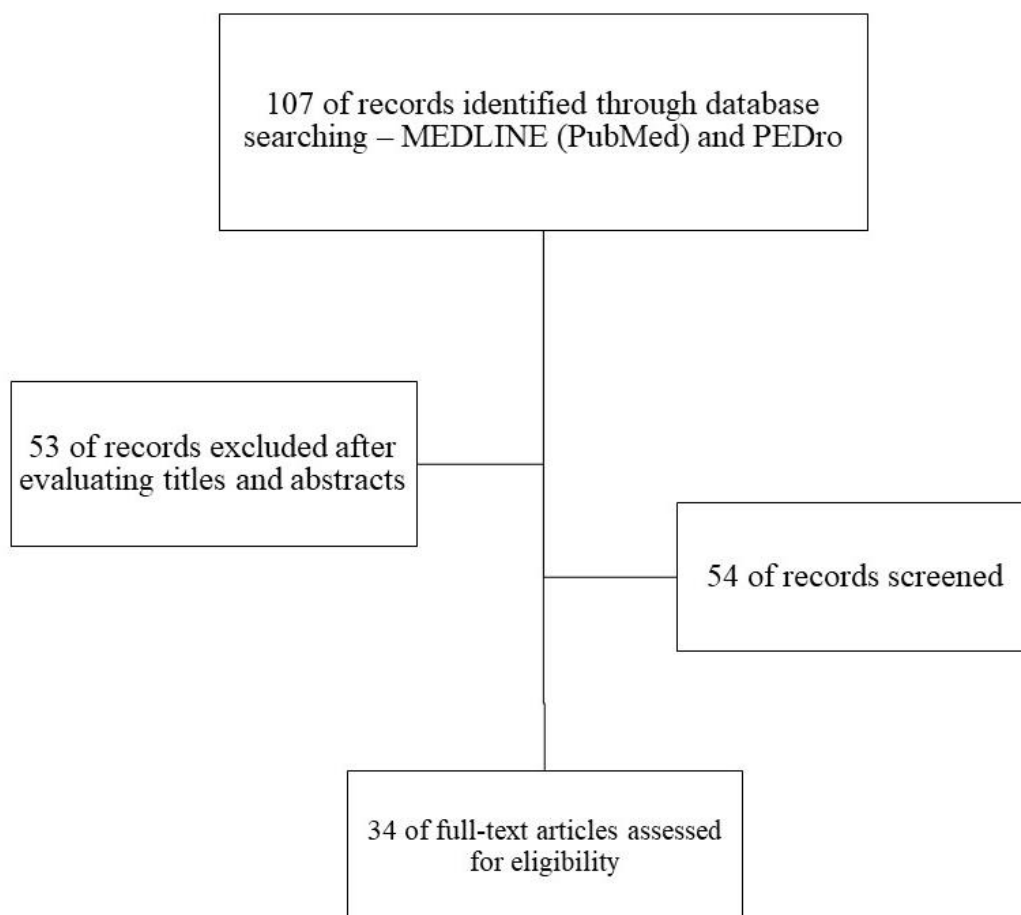 107 of records identified through database
searching – MEDLINE (PubMed) and PEDro
53 of records excluded after
evaluating titles and abstracts
54 of records screened
34 of full-text articles assessed
for eligibility